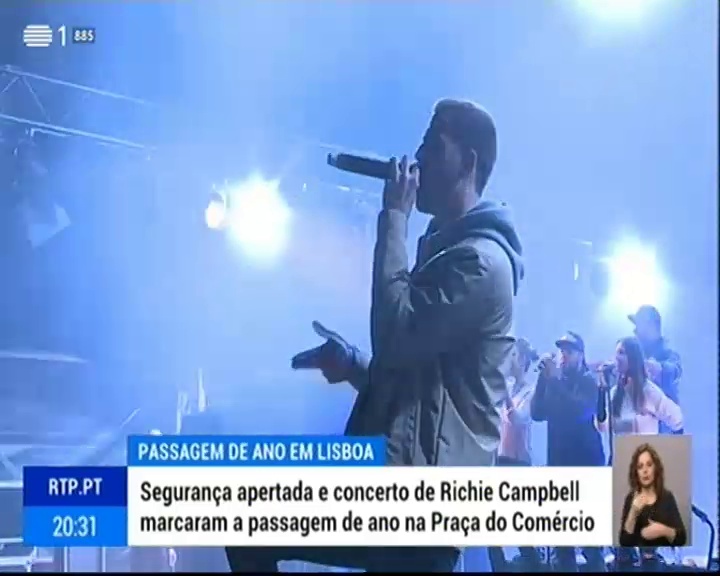 1 885
PASSAGEM DE ANO EM LISBOA
RTP.PT
Segurança apertada e concerto de Richie Campbell
20:31
marcaram a passagem de ano na Praça do Comércio